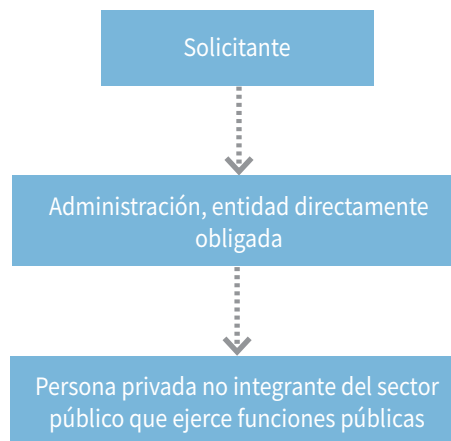 Solicitante
Administración, entidad directamente
obligada
Persona privada no integrante del sector
público que ejerce funciones públicas